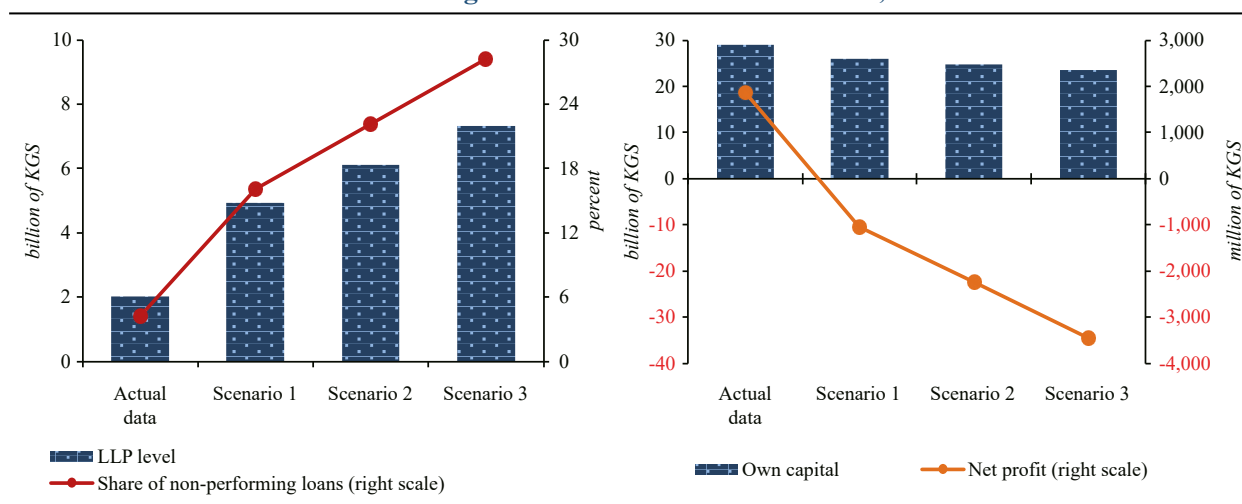 10
8
6
4
2
0
billion of KGS
30
24
18
12
6
0
percent
Actual data
Scenario 1
Scenario 2
Scenario 3
LLP level
Share of non-performing loans (right scale)
30
20
10
0
-10
-20
-30
-40
billion of KGS
3,000
2,000
1,000
0
-1,000
-2,000
-3,000
-4,000
million of KGS
Actual data
Scenario 1
Scenario 2
Scenario 3
Own capital
Net profit (right scale)